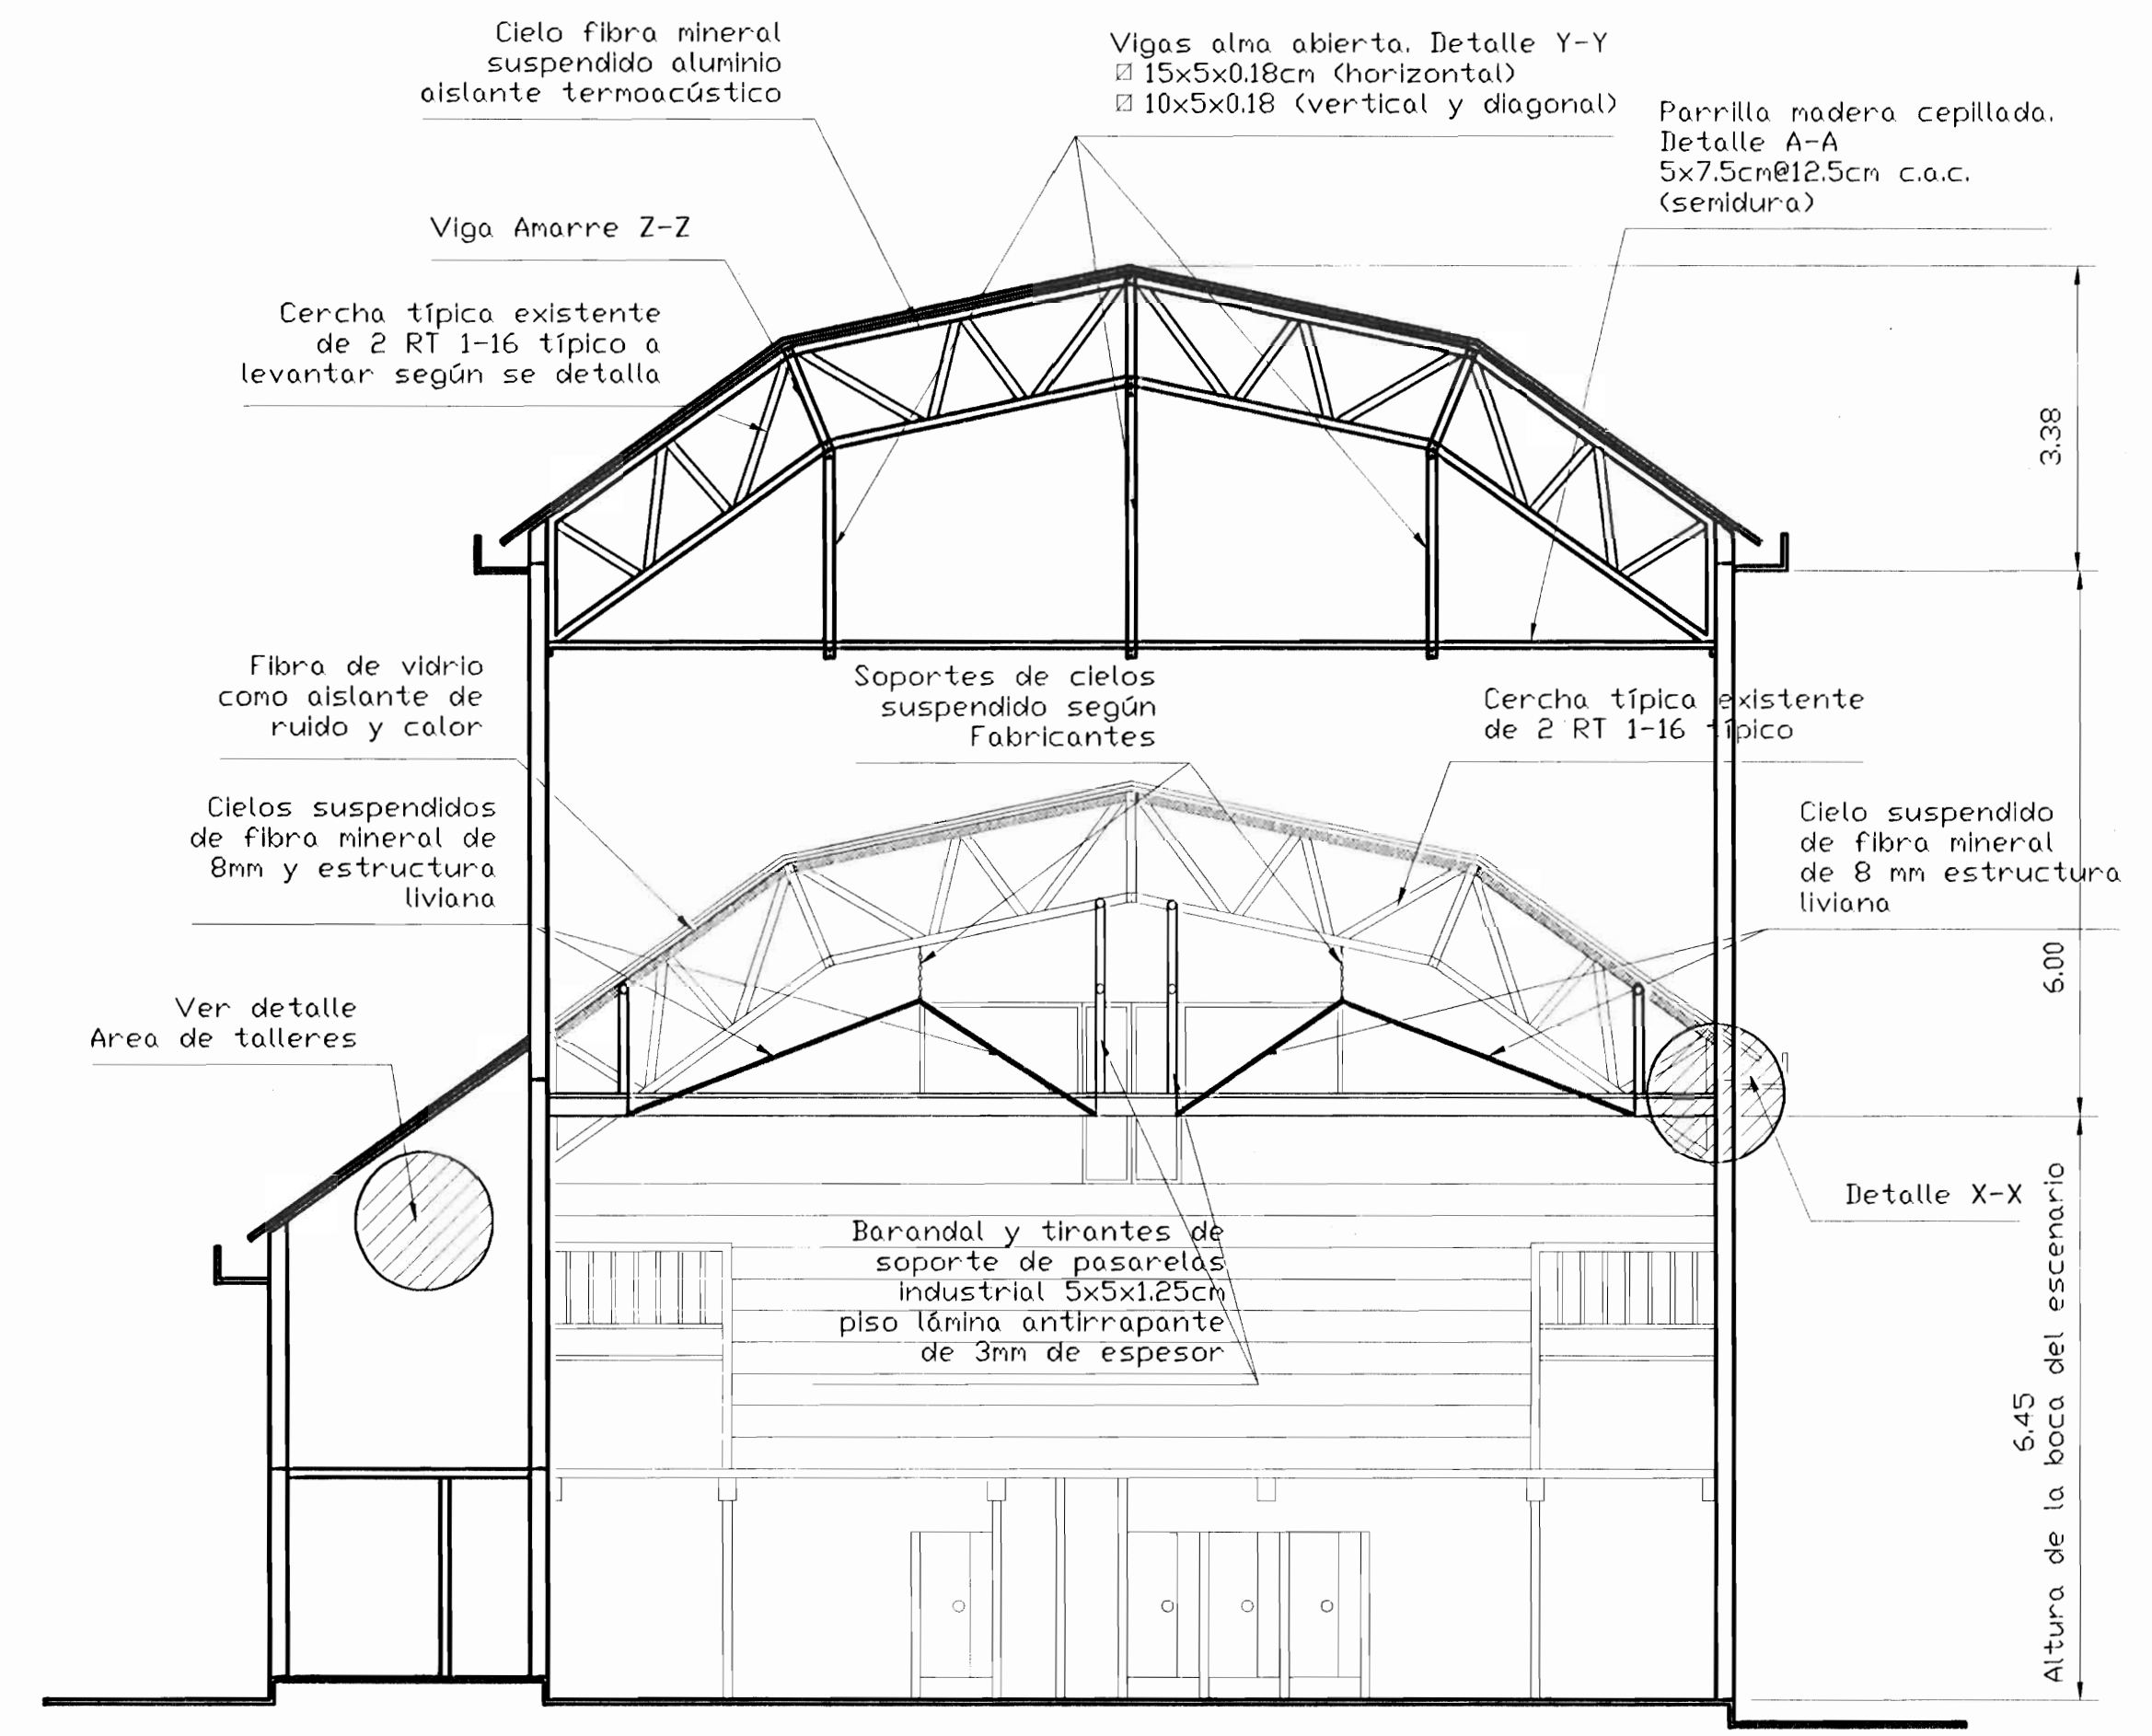 Cielo fibra mineral
suspendido aluminio
aislante termoacústico
Vigas alma abierta. Detalle Y-Y
15x5x0.18cm (horizontal)
10x5x0.18 (vertical y diagonal)
Parrilla madera cepillada.
Detalle A-A
5x7.5cm@12.5cm c.a.c.
(semidura)
Viga Amarre Z-Z
Cercha típica existente
de 2 RT 1-16 típico a
levantar según se detalla
3.38
Fibra de vidrio
como aislante de
ruido y calor
Soportes de cielos
suspendido según
Fabricantes
Cercha típica existente
de 2 RT 1-16 típico
Cielos suspendidos
de fibra mineral de
8mm y estructura
liviana
Cielo suspendido
de fibra mineral
de 8 mm estructura
liviana
6.00
Ver detalle
Area de talleres
Detalle X-X
Barandal y tirantes de
soporte de pasarelas
industrial 5x5x1.25cm
piso lámina antirrapante
de 3mm de espesor
6.45
Altura de la boca del escenario